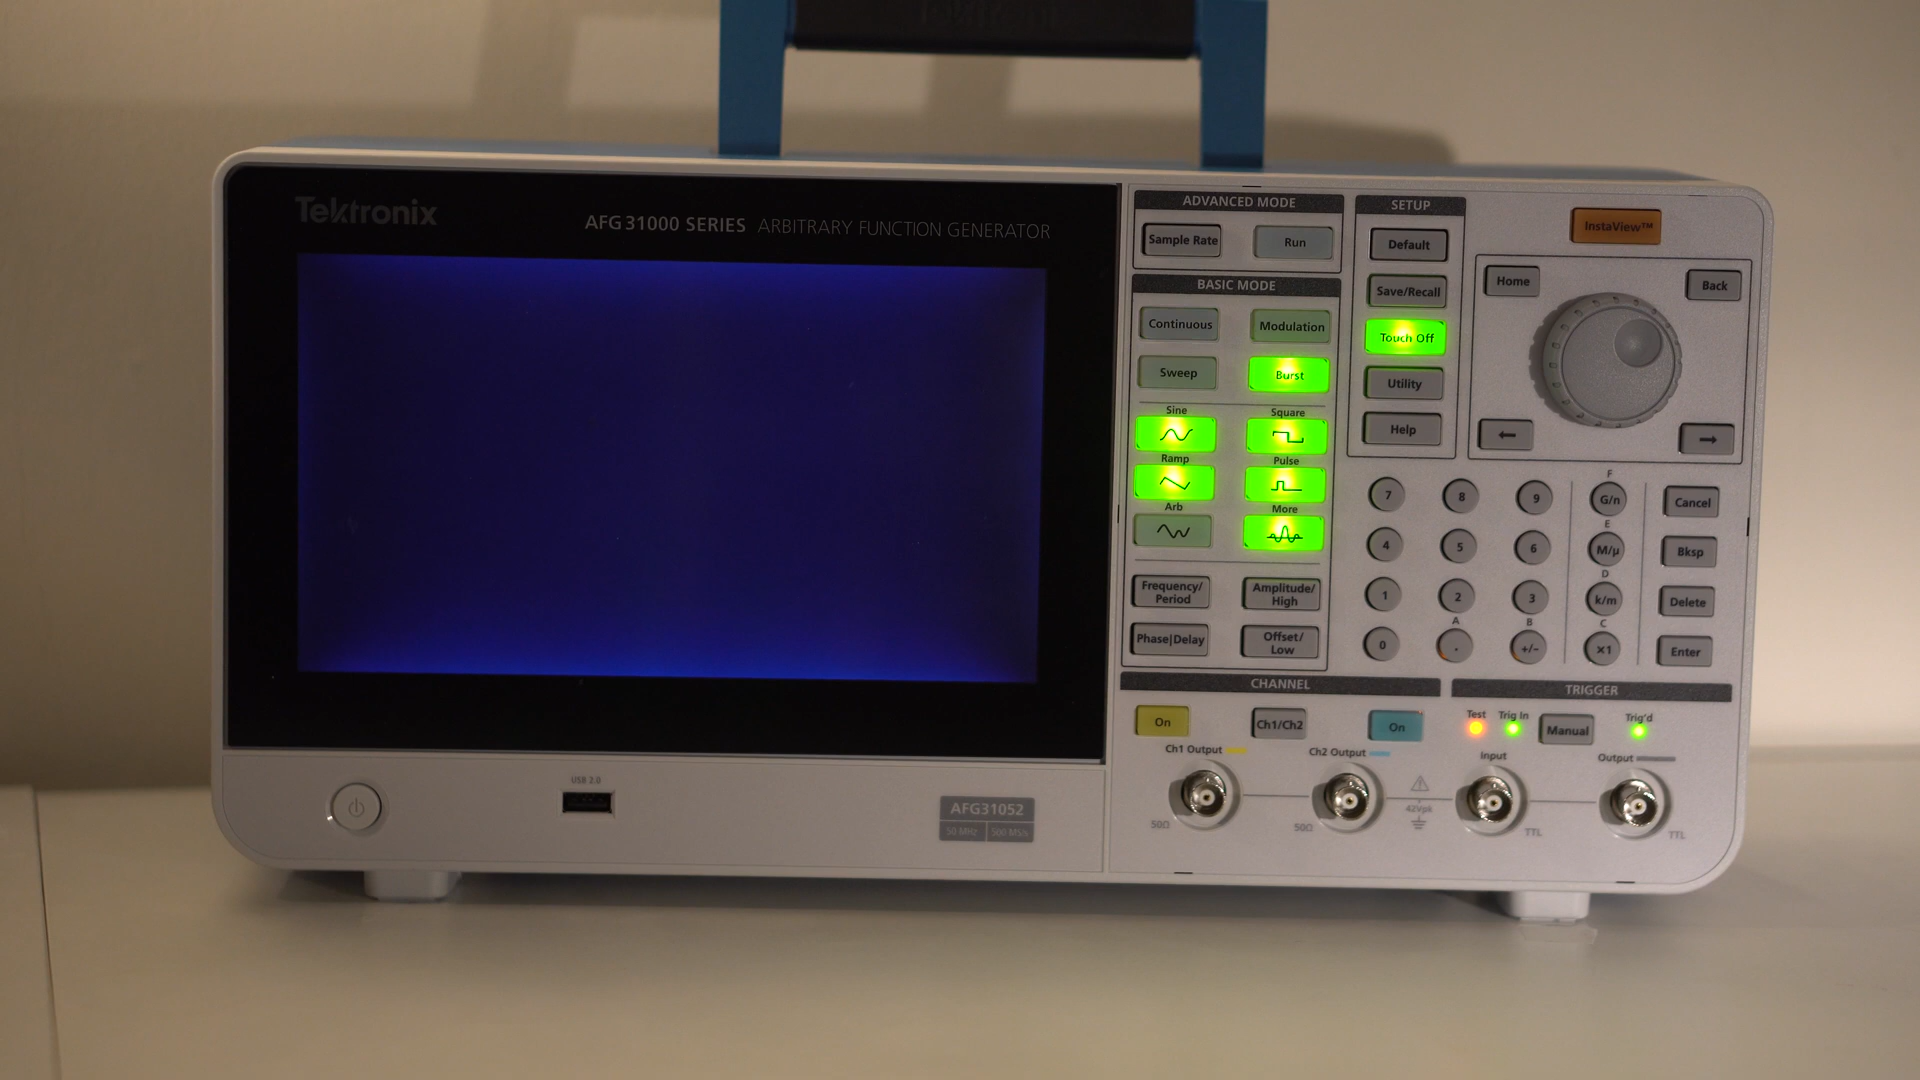 Tektronix
AFG31000 SERIES ARBITRARY FUNCTION GENERATOR
ADVANCED MODE
Sample Rate
Run
BASIC MODE
Continuous
Modulation
Sweep
Burst
Sine
Square
Ramp
Pulse
Arb
More
Frequency/
Period
Amplitude/
High
Phase|Delay
Offset/
Low
SETUP
Default
Save/Recall
Touch Off
Utility
Help
InstaView™
Home
Back
←
→
7
8
9
F
G/n
Cancel
4
5
6
E
M/µ
Bksp
1
2
3
D
k/m
Delete
0
A
.
B
+/-
C
x1
Enter
CHANNEL
On
Ch1/Ch2
On
Ch1 Output
Ch2 Output
50Ω
50Ω
42Vpk
TRIGGER
Test
Trig In
Manual
Trig'd
Input
Output
TTL
TTL
USB 2.0
AFG31052
50 MHz
500 MS/s